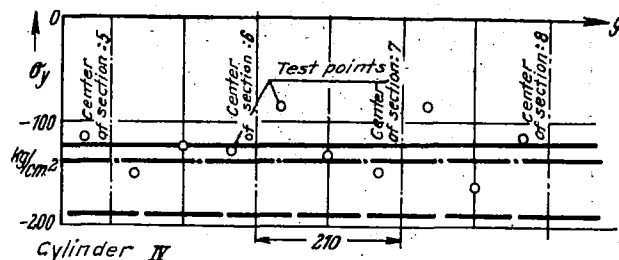 0
y
σy
Center
of section:5
Center
of section:6
Test points
Center
of section:7
Center
of section:8
-100
kg/cm²
-200
Cylinder IV
210